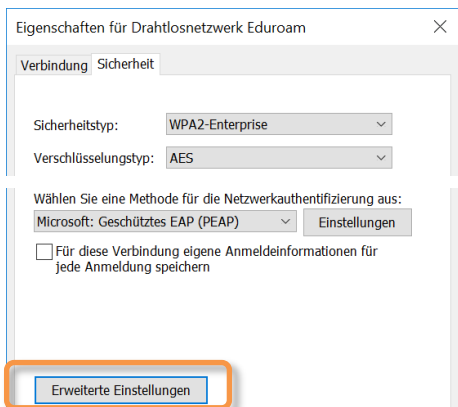 Eigenschaften für Drahtlosnetzwerk Eduroam
Verbindung Sicherheit
Sicherheitstyp: WPA2-Enterprise
Verschlüsselungstyp: AES
Wählen Sie eine Methode für die Netzwerkauthentifizierung aus:
Microsoft: Geschütztes EAP (PEAP) Einstellungen
Für diese Verbindung eigene Anmeldeinformationen für
jede Anmeldung speichern
Erweiterte Einstellungen